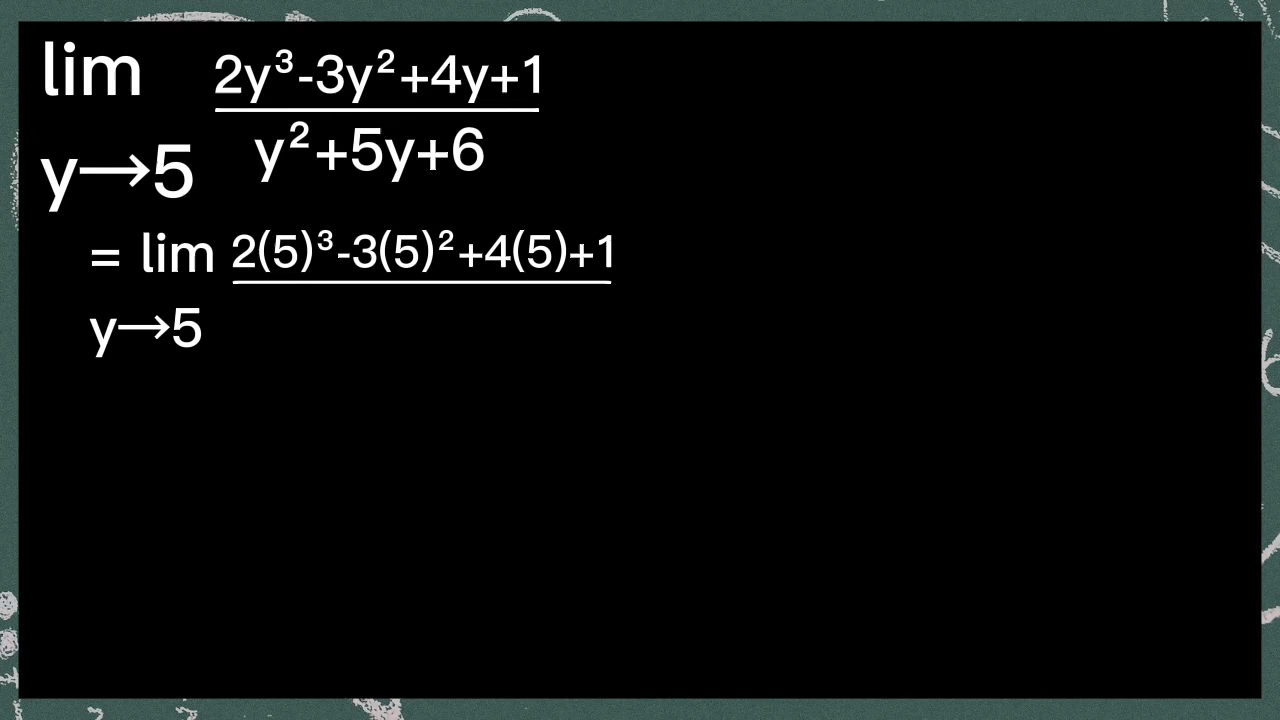 lim 2y³-3y²+4y+1
y→5 y²+5y+6
= lim 2(5)³-3(5)²+4(5)+1
y→5